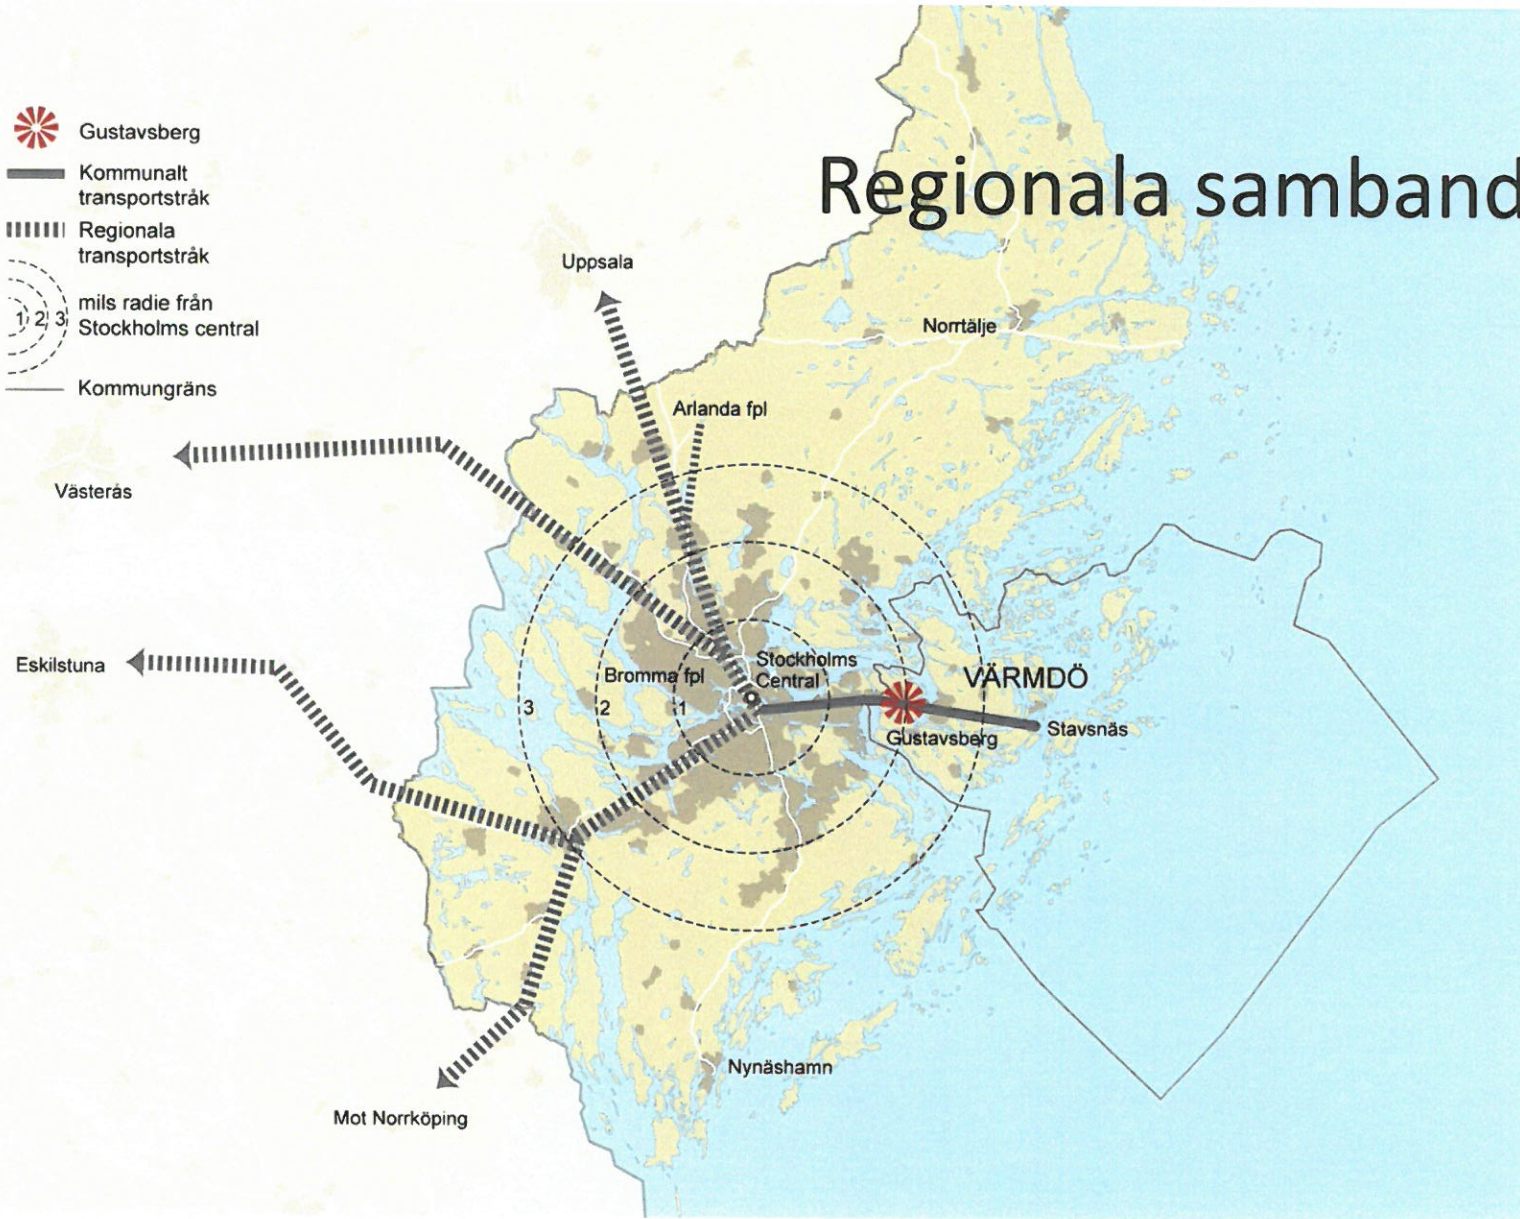 Regionala samband
Gustavsberg
Kommunalt
transportstråk
Regionala
transportstråk
1 2 3
mils radie från
Stockholms central
Kommungräns
Uppsala
Norrtälje
Arlanda fpl
Västerås
Eskilstuna
Bromma fpl
Stockholms
Central
3 2 1
VÄRMDÖ
Gustavsberg
Stavsnäs
Nynäshamn
Mot Norrköping